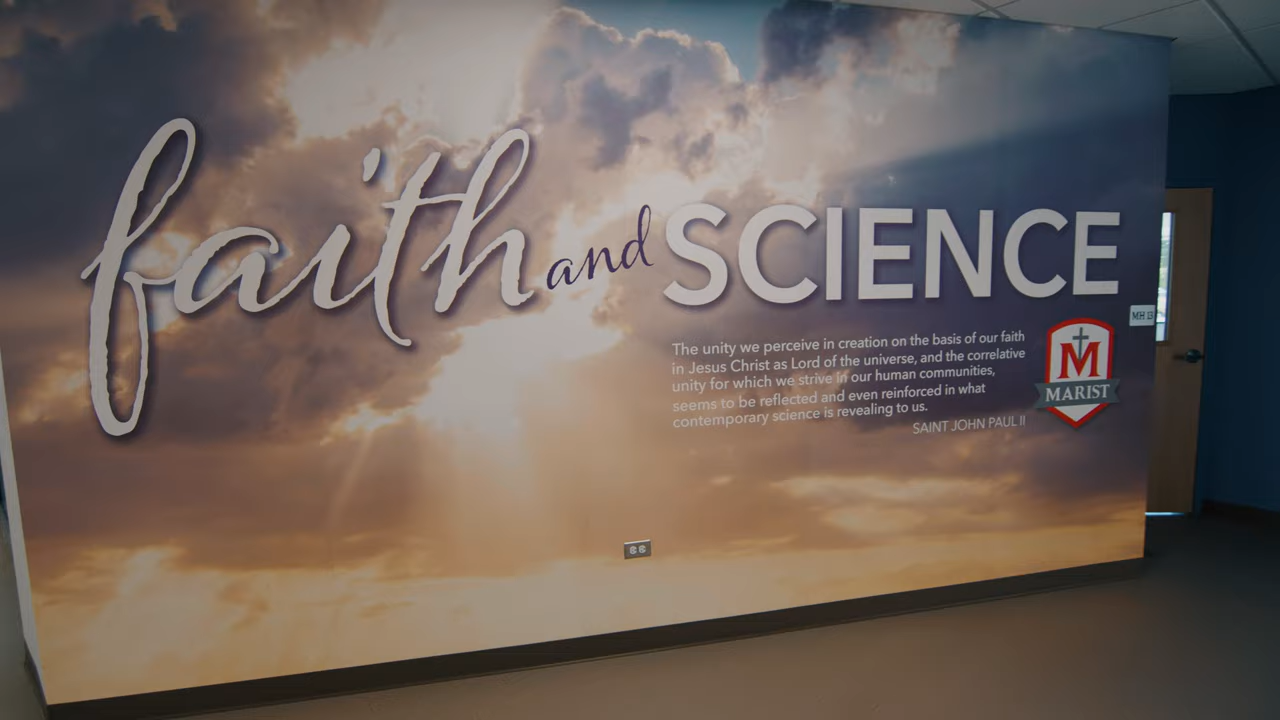 faith and SCIENCE
The unity we perceive in creation on the basis of our faith
in Jesus Christ as Lord of the universe, and the correlative
unity for which we strive in our human communities,
seems to be reflected and even reinforced in what
contemporary science is revealing to us.
SAINT JOHN PAUL II
M
MARIST
MH 13